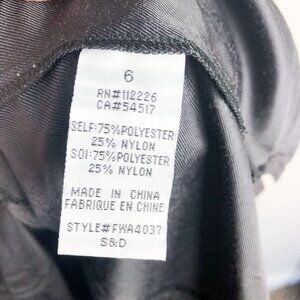 6
RN#112226
CA#54517
SELF:75%POLYESTER
25% NYLON
SOI:75%POLYESTER
25% NYLON
MADE IN CHINA
FABRIQUE EN CHINE
STYLE#FWA4037
S&D